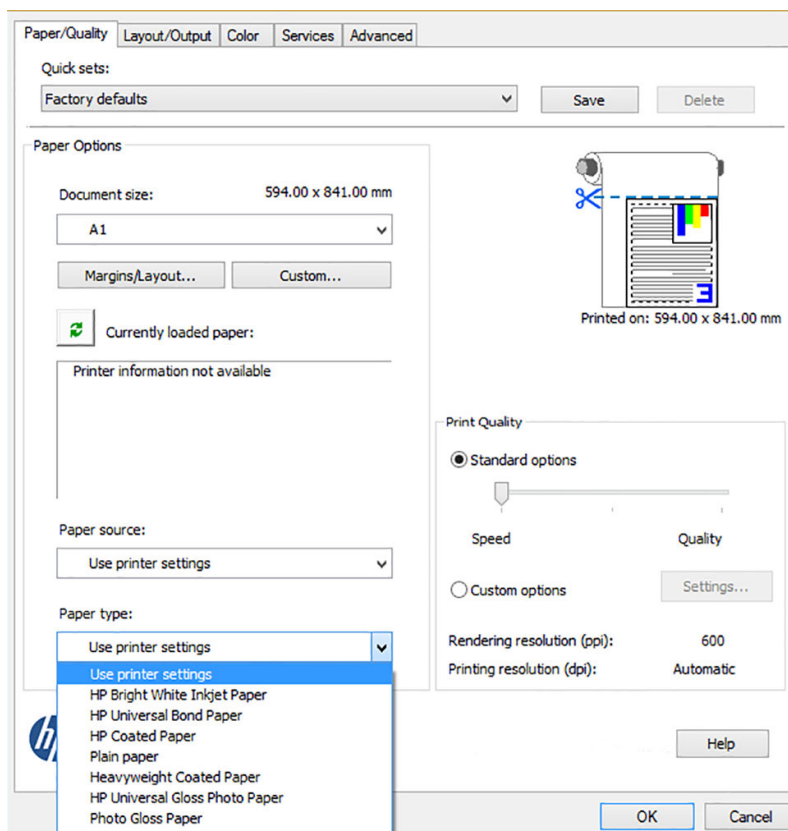 Paper/Quality Layout/Output Color Services Advanced
Quick sets:
Factory defaults Save Delete
Paper Options
Document size: 594.00 x 841.00 mm
A1
Margins/Layout... Custom...
3
Printed on: 594.00 x 841.00 mm
Currently loaded paper:
Printer information not available
Print Quality
Standard options
Speed Quality
Custom options Settings...
Rendering resolution (ppi): 600
Printing resolution (dpi): Automatic
Paper source:
Use printer settings
Paper type:
Use printer settings
Use printer settings
HP Bright White Inkjet Paper
HP Universal Bond Paper
HP Coated Paper
Plain paper
Heavyweight Coated Paper
HP Universal Gloss Photo Paper
Photo Gloss Paper
hp
Help
OK Cancel